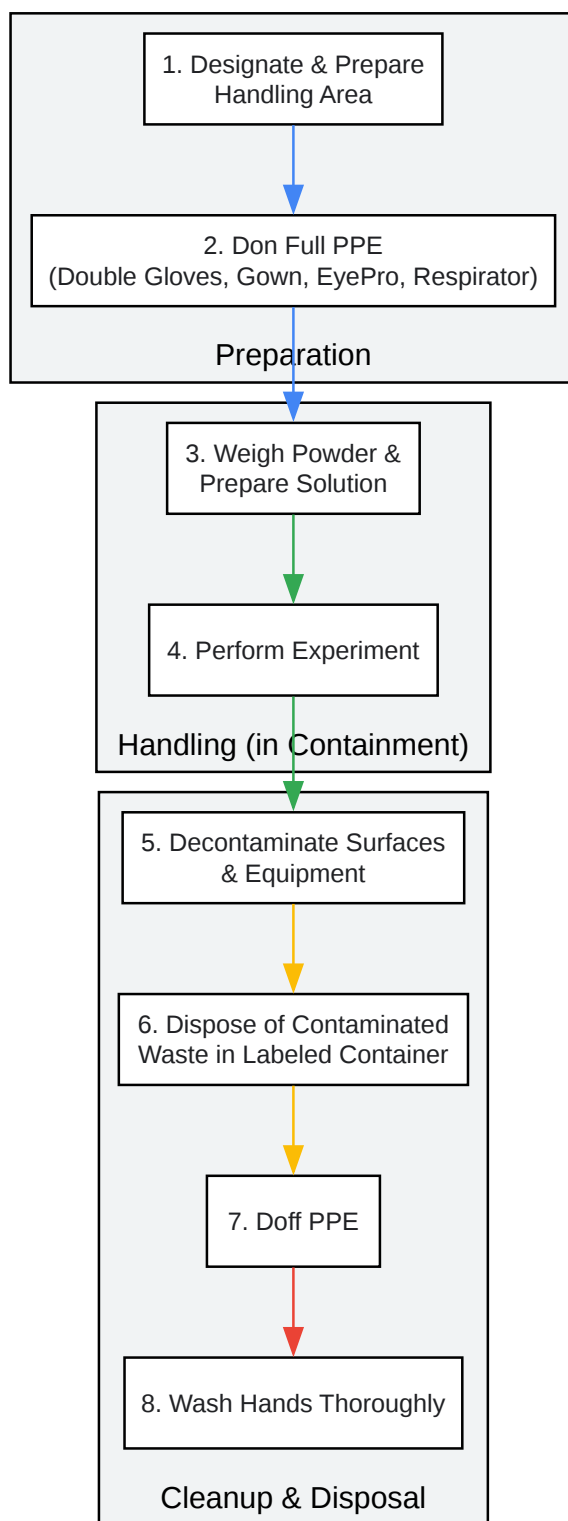 1. Designate & Prepare
Handling Area
2. Don Full PPE
(Double Gloves, Gown, EyePro, Respirator)
Preparation
3. Weigh Powder &
Prepare Solution
4. Perform Experiment
Handling (in Containment)
5. Decontaminate Surfaces
& Equipment
6. Dispose of Contaminated
Waste in Labeled Container
7. Doff PPE
8. Wash Hands Thoroughly
Cleanup & Disposal